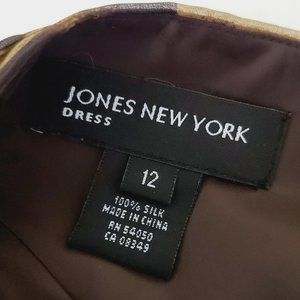 JONES NEW YORK
DRESS
12
100% SILK
MADE IN CHINA
RN 54050
CA 08349